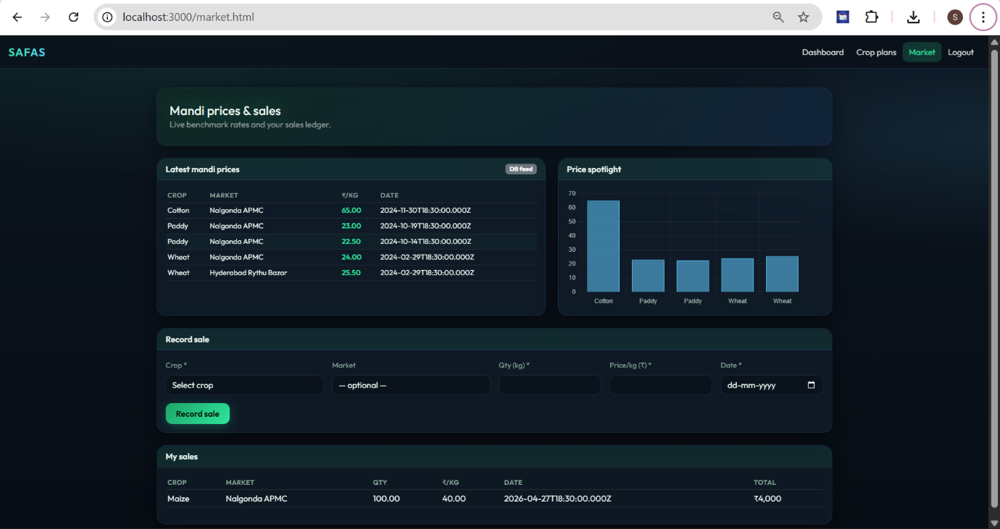 localhost:3000/market.html
S
SAFAS
Dashboard Crop plans Market Logout
Mandi prices & sales
Live benchmark rates and your sales ledger.
Latest mandi prices DB feed
CROP MARKET ₹/KG DATE
Cotton Nalgonda APMC 65.00 2024-11-30T18:30:00.000Z
Paddy Nalgonda APMC 23.00 2024-10-19T18:30:00.000Z
Paddy Nalgonda APMC 22.50 2024-10-14T18:30:00.000Z
Wheat Nalgonda APMC 24.00 2024-02-29T18:30:00.000Z
Wheat Hyderabad Rythu Bazar 25.50 2024-02-29T18:30:00.000Z
Price spotlight
70
60
50
40
30
20
10
0
Cotton Paddy Paddy Wheat Wheat
Record sale
Crop * Market Qty (kg) * Price/kg (₹) * Date *
Select crop — optional — dd-mm-yyyy
Record sale
My sales
CROP MARKET QTY ₹/KG DATE TOTAL
Maize Nalgonda APMC 100.00 40.00 2026-04-27T18:30:00.000Z ₹4,000